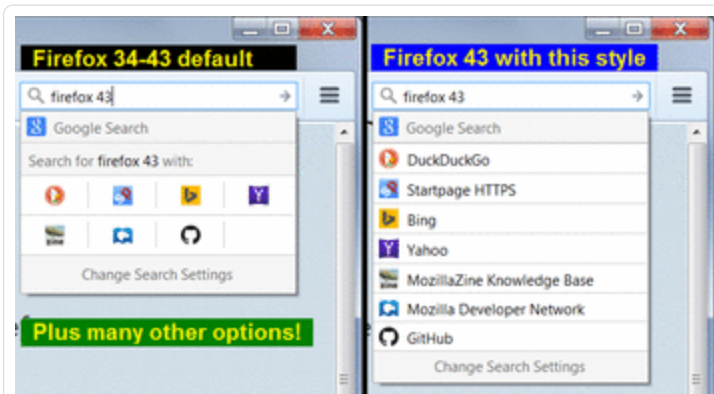 Firefox 34-43 default
firefox 43
Google Search
Search for firefox 43 with:
Change Search Settings
Plus many other options!
Firefox 43 with this style
firefox 43
Google Search
DuckDuckGo
Startpage HTTPS
Bing
Yahoo
MozillaZine Knowledge Base
Mozilla Developer Network
GitHub
Change Search Settings